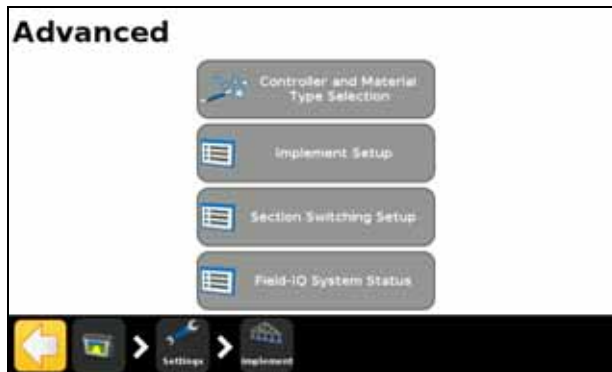 Advanced
Controller and Material
Type Selection
Implement Setup
Section Switching Setup
Field-IQ System Status
Settings
Implement